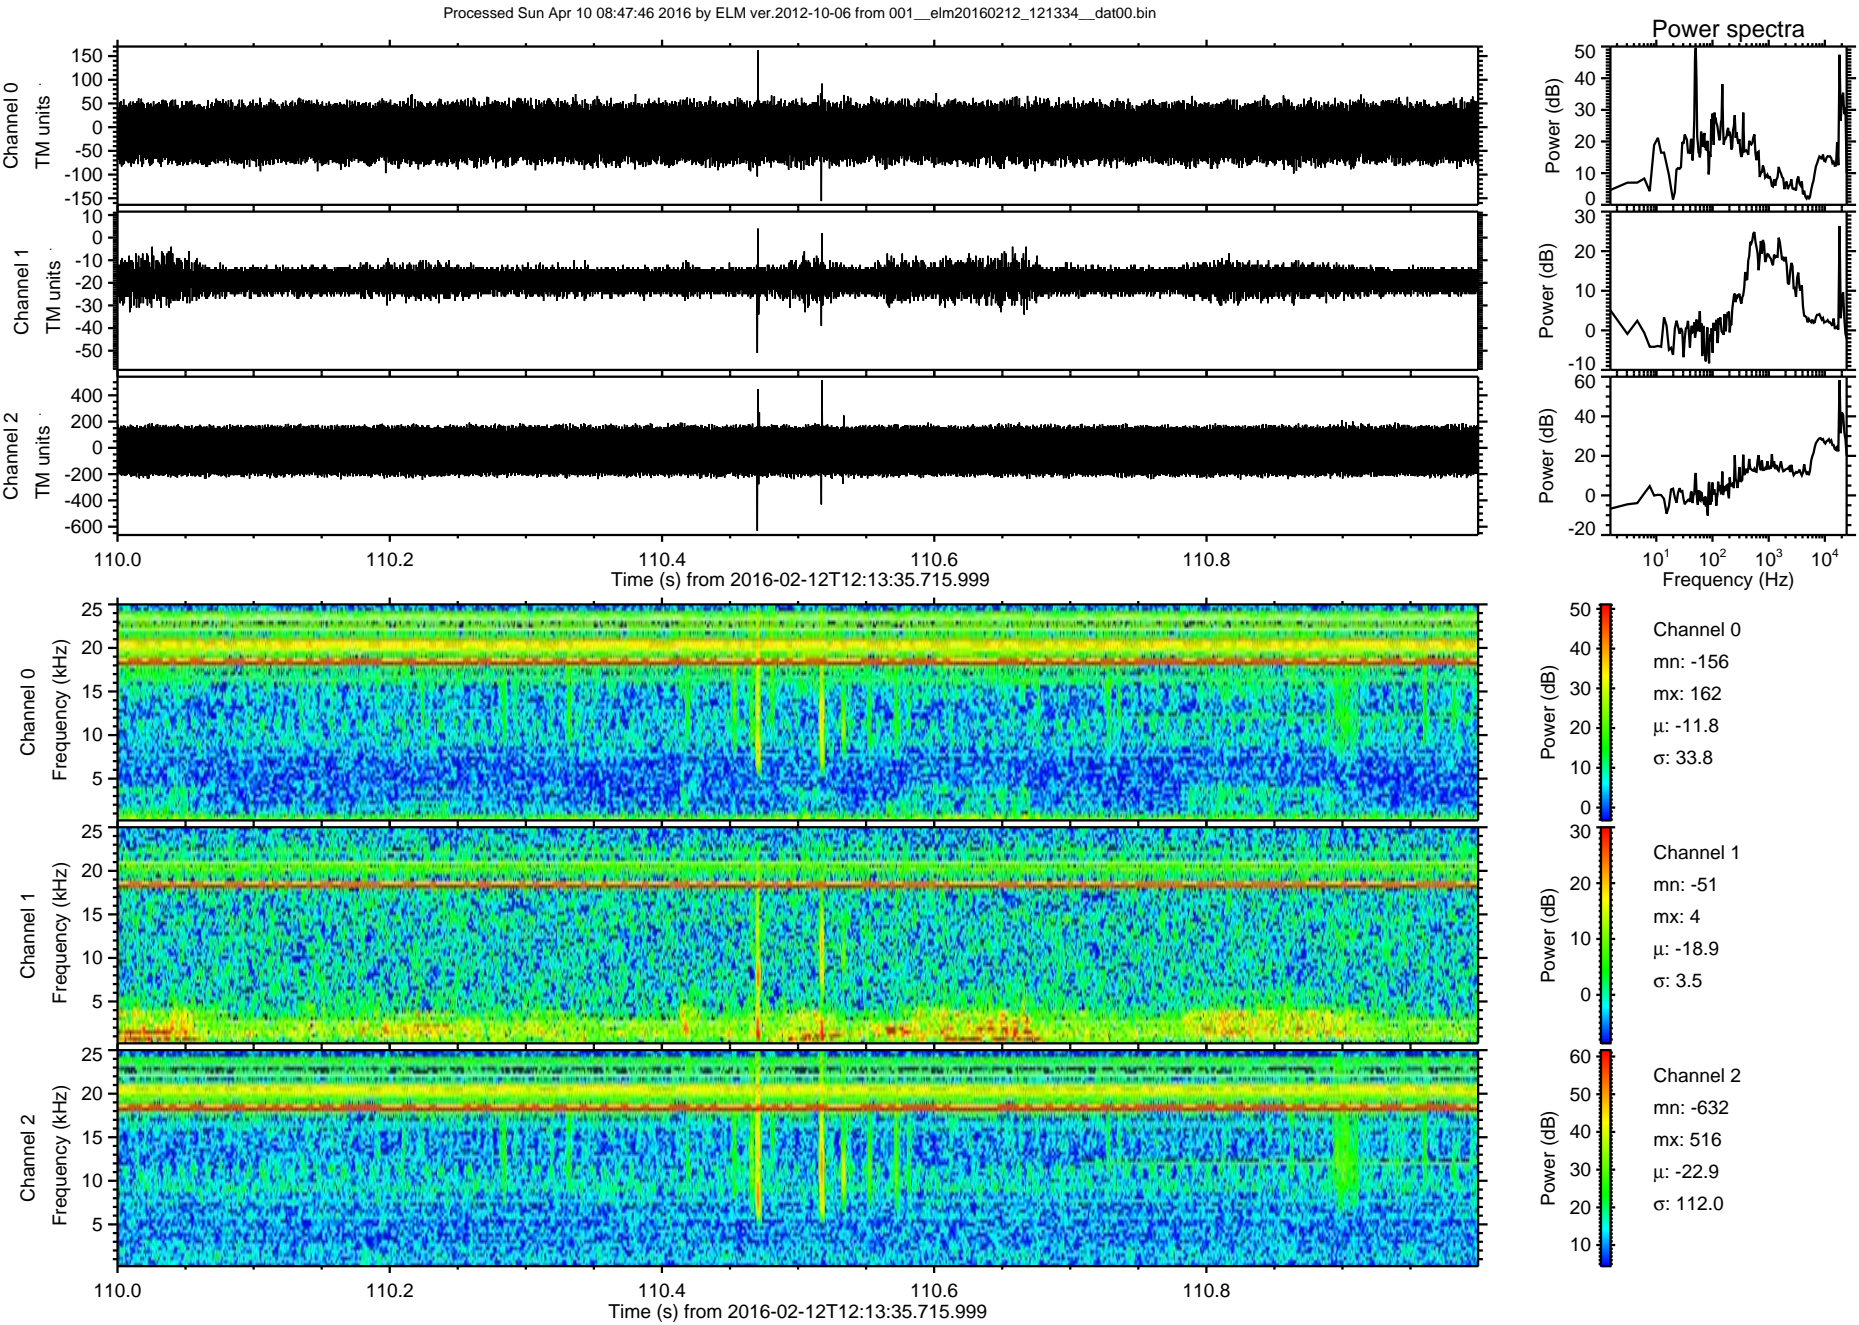 Processed Sun Apr 10 08:47:46 2016 by ELM ver.2012-10-06 from 001__elm20160212_121334__dat00.bin
Power spectra
Channel 0
TM units
150
100
50
0
-50
-100
-150
Power (dB)
50
40
30
20
10
0
Channel 1
TM units
10
0
-10
-20
-30
-40
-50
Power (dB)
30
20
10
0
-10
Channel 2
TM units
400
200
0
-200
-400
-600
Power (dB)
60
40
20
0
-20
110.0 110.2 110.4 110.6 110.8
Time (s) from 2016-02-12T12:13:35.715.999
10¹ 10² 10³ 10⁴
Frequency (Hz)
Channel 0
Frequency (kHz)
25
20
15
10
5
Power (dB)
50
40
30
20
10
0
Channel 0
mn: -156
mx: 162
μ: -11.8
σ: 33.8
Channel 1
Frequency (kHz)
25
20
15
10
5
Power (dB)
30
20
10
0
Channel 1
mn: -51
mx: 4
μ: -18.9
σ: 3.5
Channel 2
Frequency (kHz)
25
20
15
10
5
Power (dB)
60
50
40
30
20
10
Channel 2
mn: -632
mx: 516
μ: -22.9
σ: 112.0
110.0 110.2 110.4 110.6 110.8
Time (s) from 2016-02-12T12:13:35.715.999